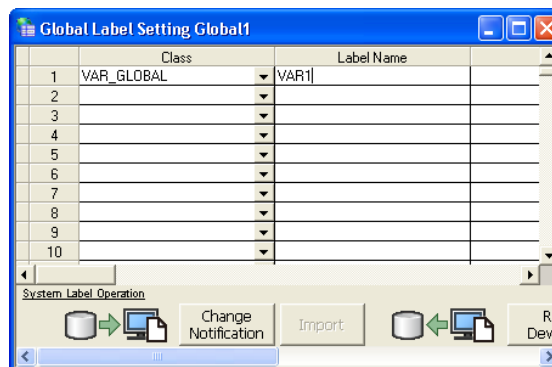 Global Label Setting Global1
Class Label Name
1 VAR_GLOBAL VAR1
2
3
4
5
6
7
8
9
10
System Label Operation
Change
Notification
Import
R
Dev